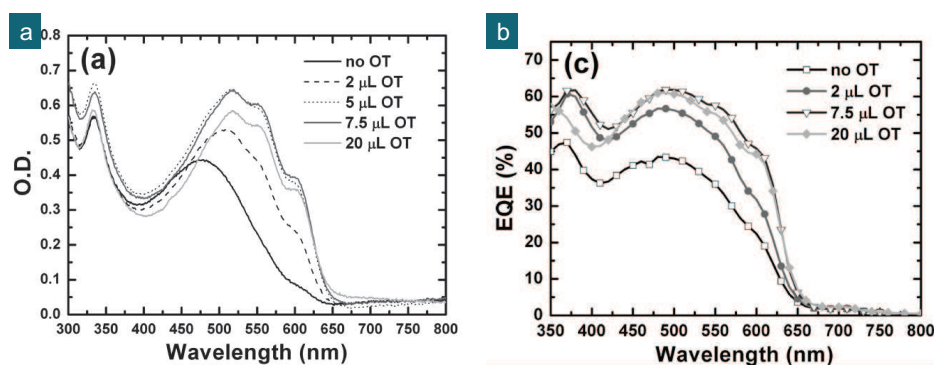 a
(a)
no OT
2 µL OT
5 µL OT
7.5 µL OT
20 µL OT
O.D.
0.8
0.7
0.6
0.5
0.4
0.3
0.2
0.1
0.0
300 350 400 450 500 550 600 650 700 750 800
Wavelength (nm)
b
(c)
no OT
2 µL OT
7.5 µL OT
20 µL OT
EQE (%)
70
60
50
40
30
20
10
0
350 400 450 500 550 600 650 700 750 800
Wavelength (nm)